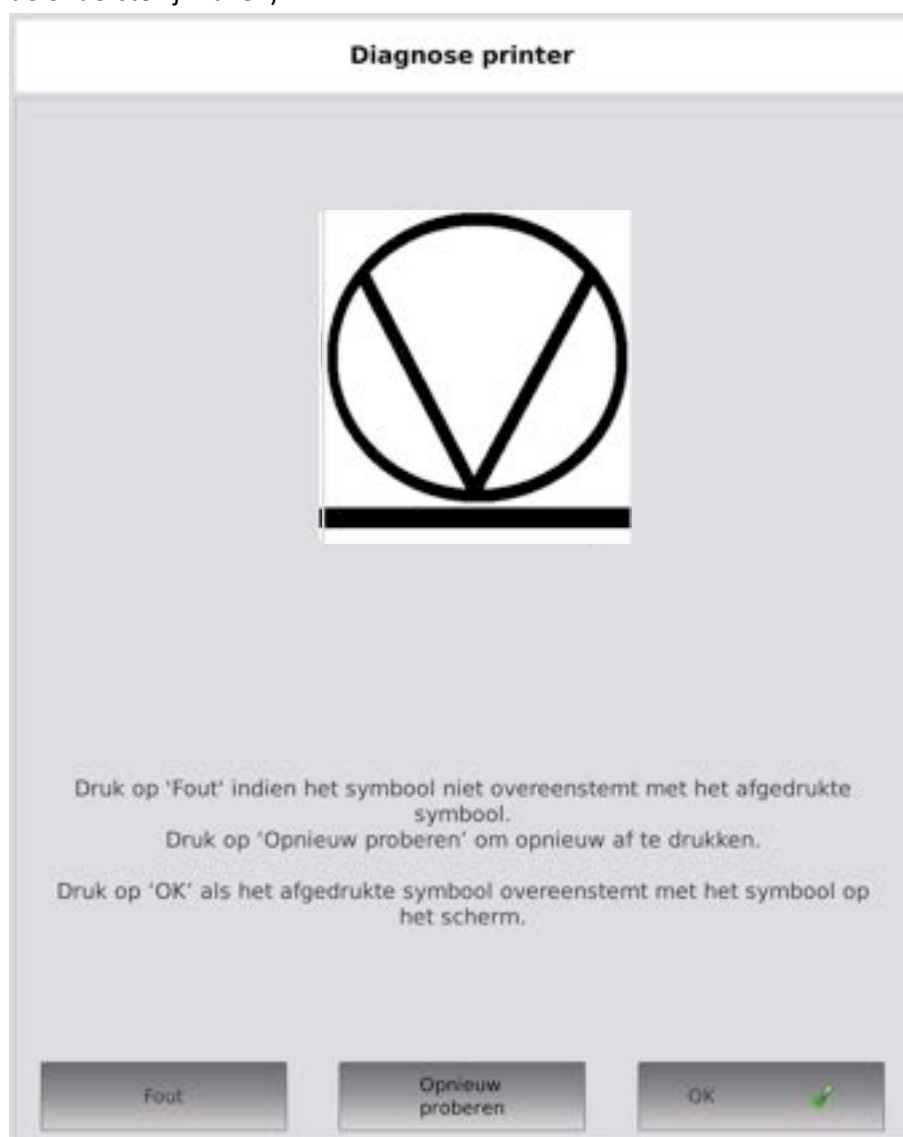 Diagnose printer
Druk op 'Fout' indien het symbool niet overeenstemt met het afgedrukte
symbool.
Druk op 'Opnieuw proberen' om opnieuw af te drukken.
Druk op 'OK' als het afgedrukte symbool overeenstemt met het symbool op
het scherm.
Fout
Opnieuw
proberen
OK